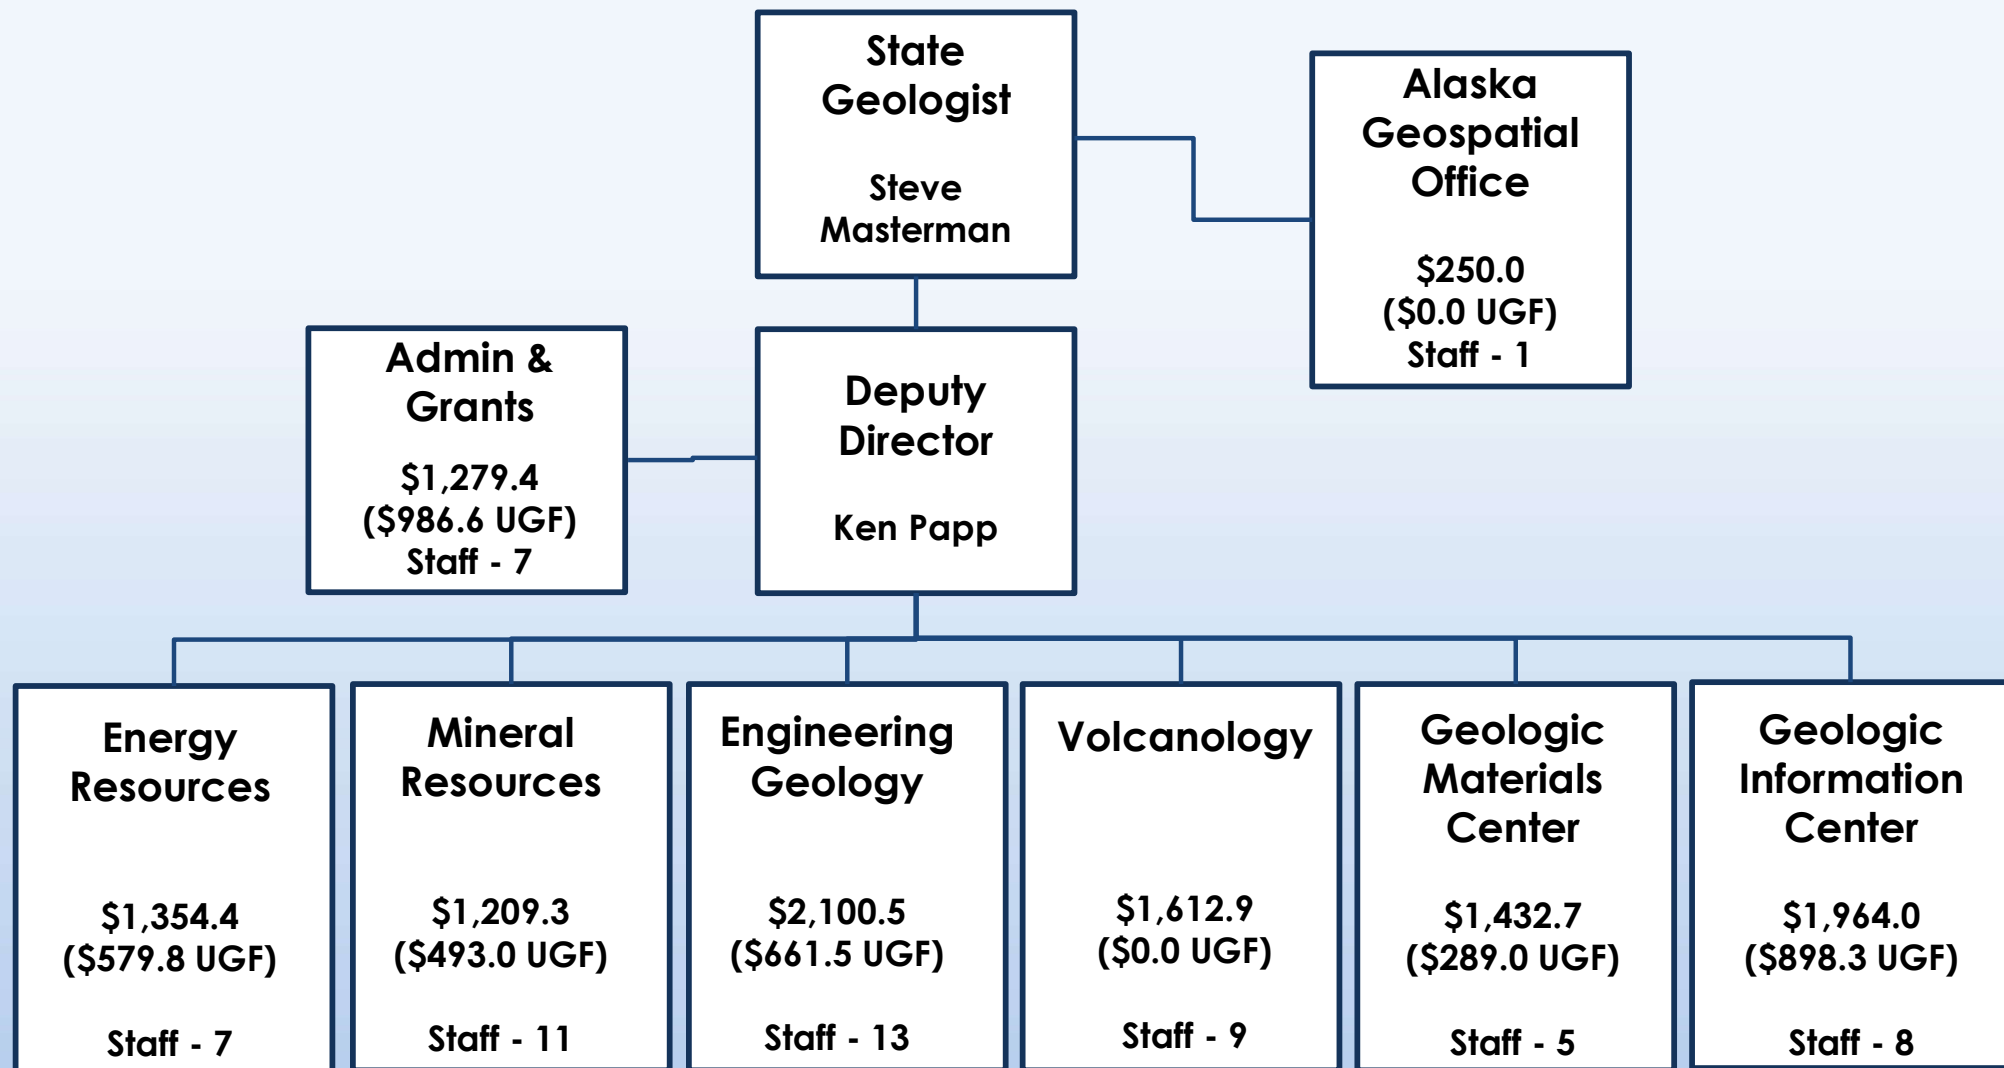 State
Geologist
Steve
Masterman
Alaska
Geospatial
Office
$250.0
($0.0 UGF)
Staff - 1
Admin &
Grants
$1,279.4
($986.6 UGF)
Staff - 7
Deputy
Director
Ken Papp
Energy
Resources
$1,354.4
($579.8 UGF)
Staff - 7
Mineral
Resources
$1,209.3
($493.0 UGF)
Staff - 11
Engineering
Geology
$2,100.5
($661.5 UGF)
Staff - 13
Volcanology
$1,612.9
($0.0 UGF)
Staff - 9
Geologic
Materials
Center
$1,432.7
($289.0 UGF)
Staff - 5
Geologic
Information
Center
$1,964.0
($898.3 UGF)
Staff - 8